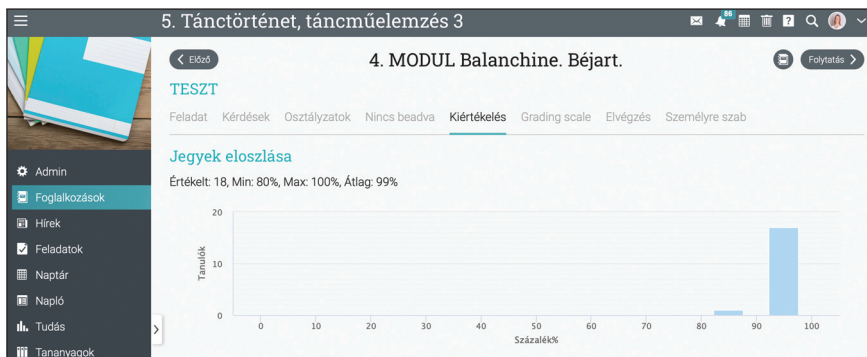 5. Tánctörténet, táncműelemzés 3
86
Előző
4. MODUL Balanchine. Béjart.
Folytatás
TESZT
Feladat Kérdések Osztályzatok Nincs beadva Kiértékelés Grading scale Elvégzés Személyre szab
Jegyek eloszlása
Értékelt: 18, Min: 80%, Max: 100%, Átlag: 99%
Admin
Foglalkozások
Hírek
Feladatok
Naptár
Napló
Tudás
Tananyagok
20
10
0
Tanulók
0 10 20 30 40 50 60 70 80 90 100
Százalék%